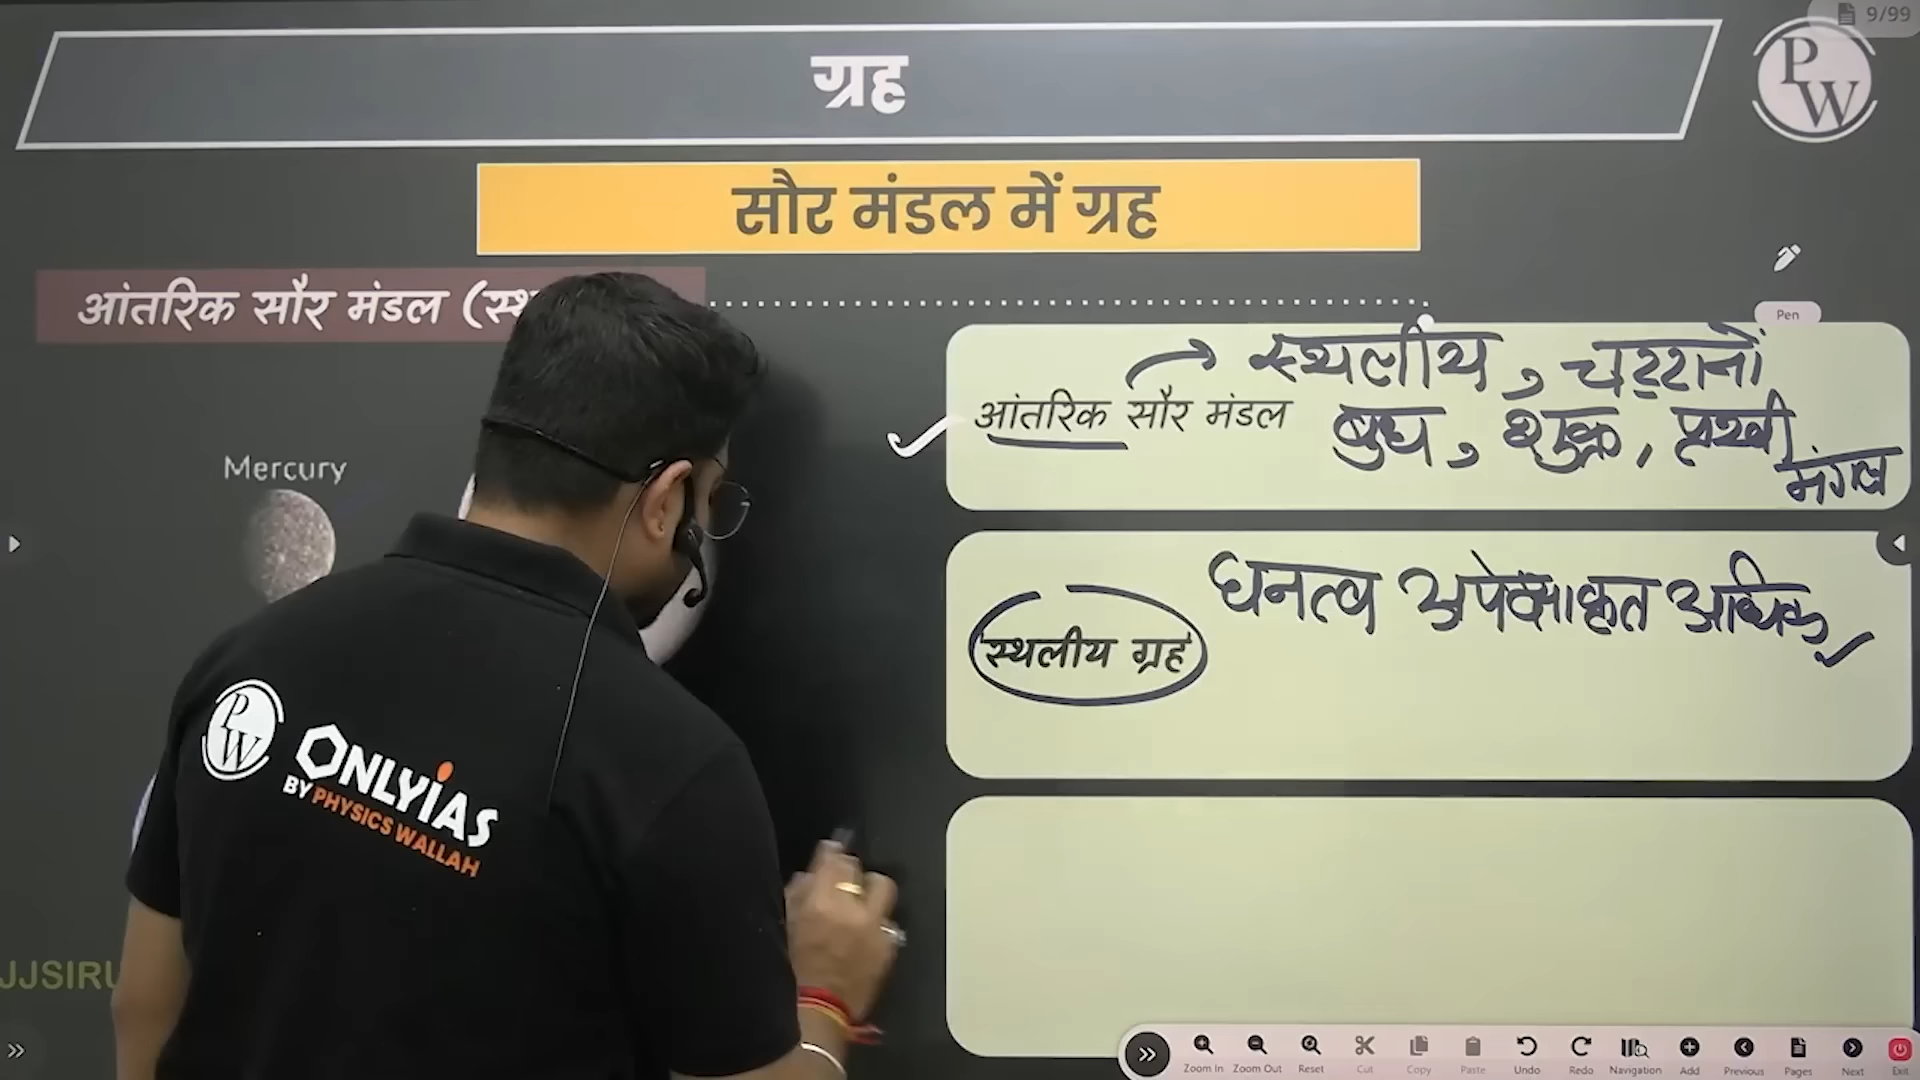 9/99
ग्रह
PW
सौर मंडल में ग्रह
आंतरिक सौर मंडल (स्थ
Pen
स्थलीय, चट्टानों
आंतरिक सौर मंडल
बुध, शुक्र, पृथ्वी
मंगल
Mercury
घनत्व अपेक्षाकृत अधिक
स्थलीय ग्रह
PW
ONLYIAS
BY PHYSICS WALLAH
JJSIRU
Zoom In Zoom Out Reset Cut Copy Paste Undo Redo Navigation Add Previous Pages Next Exit